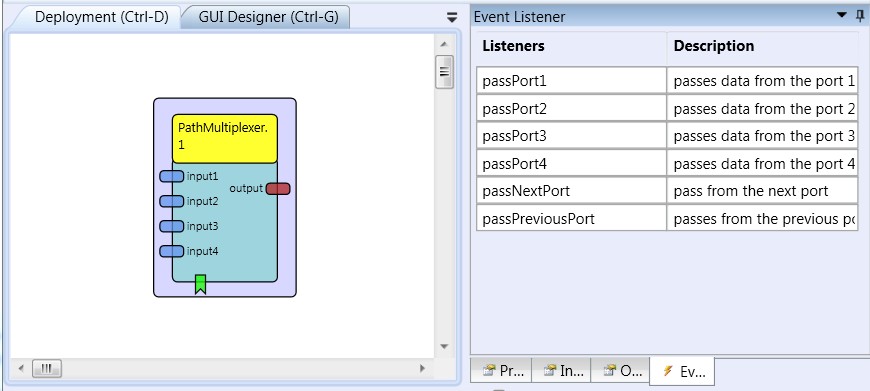 Deployment (Ctrl-D)
GUI Designer (Ctrl-G)
PathMultiplexer.
1
input1
input2
input3
input4
output
Event Listener
Listeners Description
passPort1 passes data from the port 1
passPort2 passes data from the port 2
passPort3 passes data from the port 3
passPort4 passes data from the port 4
passNextPort pass from the next port
passPreviousPort passes from the previous po
Pr... In... O... Ev...